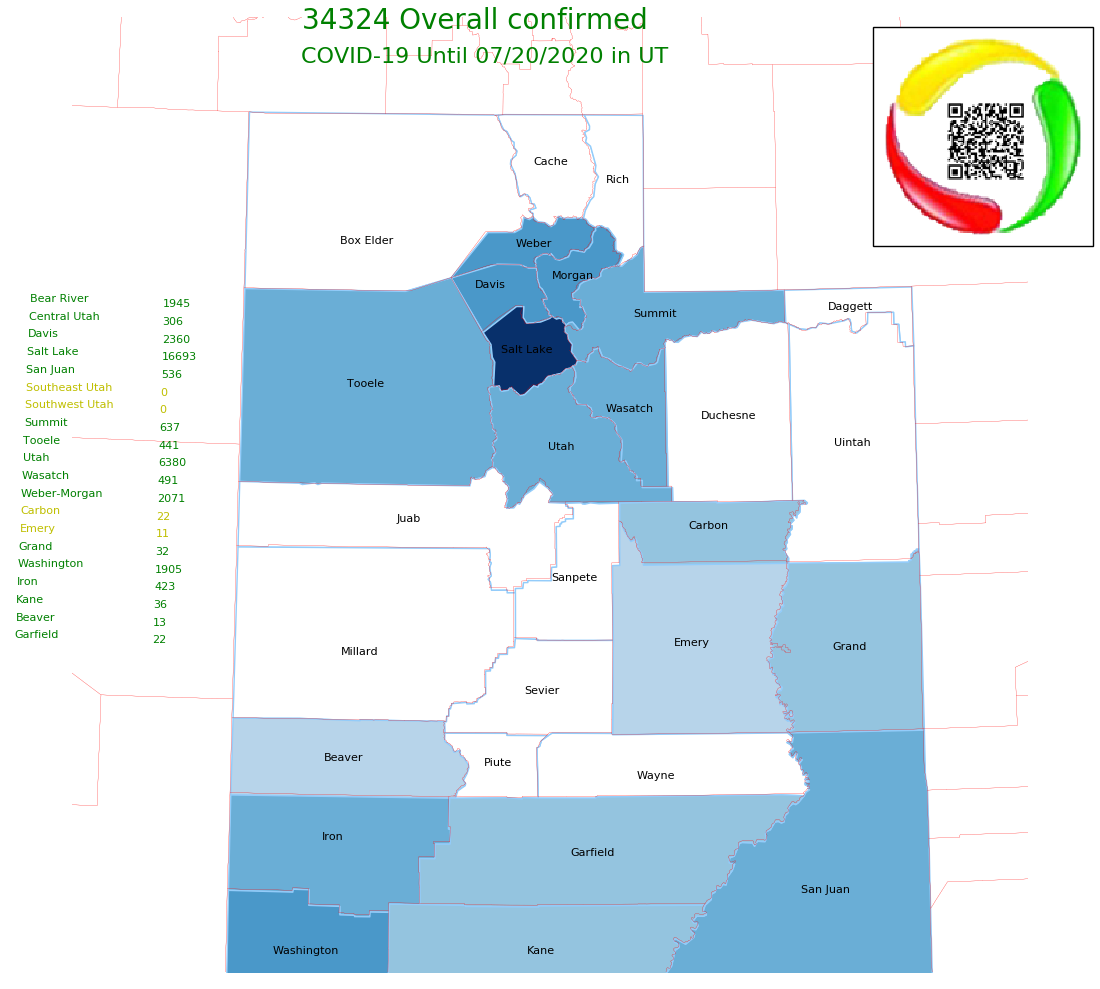 34324 Overall confirmed
COVID-19 Until 07/20/2020 in UT
Bear River 1945
Central Utah 306
Davis 2360
Salt Lake 16693
San Juan 536
Southeast Utah 0
Southwest Utah 0
Summit 637
Tooele 441
Utah 6380
Wasatch 491
Weber-Morgan 2071
Carbon 22
Emery 11
Grand 32
Washington 1905
Iron 423
Kane 36
Beaver 13
Garfield 22
Cache
Rich
Box Elder
Weber
Morgan
Davis
Daggett
Summit
Salt Lake
Tooele
Wasatch
Duchesne
Utah
Uintah
Juab
Carbon
Sanpete
Emery
Grand
Millard
Sevier
Beaver
Piute
Wayne
Iron
Garfield
San Juan
Washington
Kane